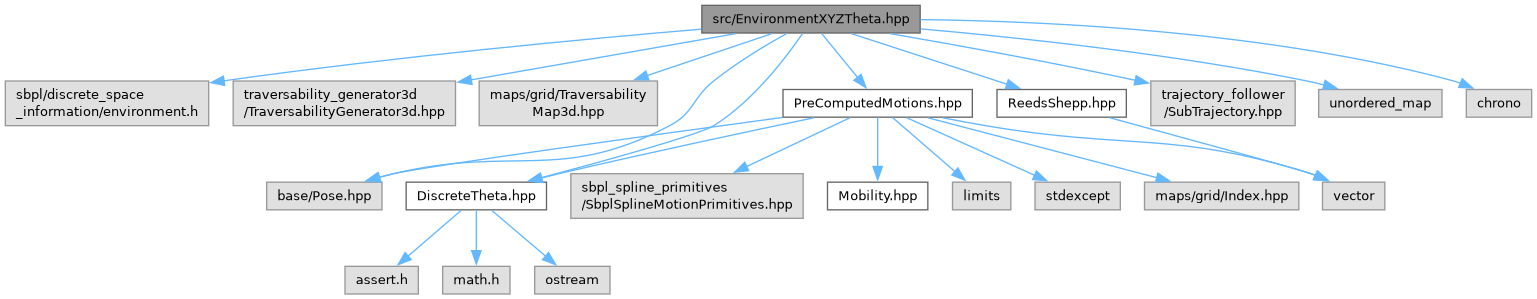 src/EnvironmentXYZTheta.hpp
sbpl/discrete_space
_information/environment.h
traversability_generator3d
/TraversabilityGenerator3d.hpp
maps/grid/Traversability
Map3d.hpp
PreComputedMotions.hpp
ReedsShepp.hpp
trajectory_follower
/SubTrajectory.hpp
unordered_map
chrono
base/Pose.hpp
DiscreteTheta.hpp
sbpl_spline_primitives
/SbplSplineMotionPrimitives.hpp
Mobility.hpp
limits
stdexcept
maps/grid/Index.hpp
vector
assert.h
math.h
ostream